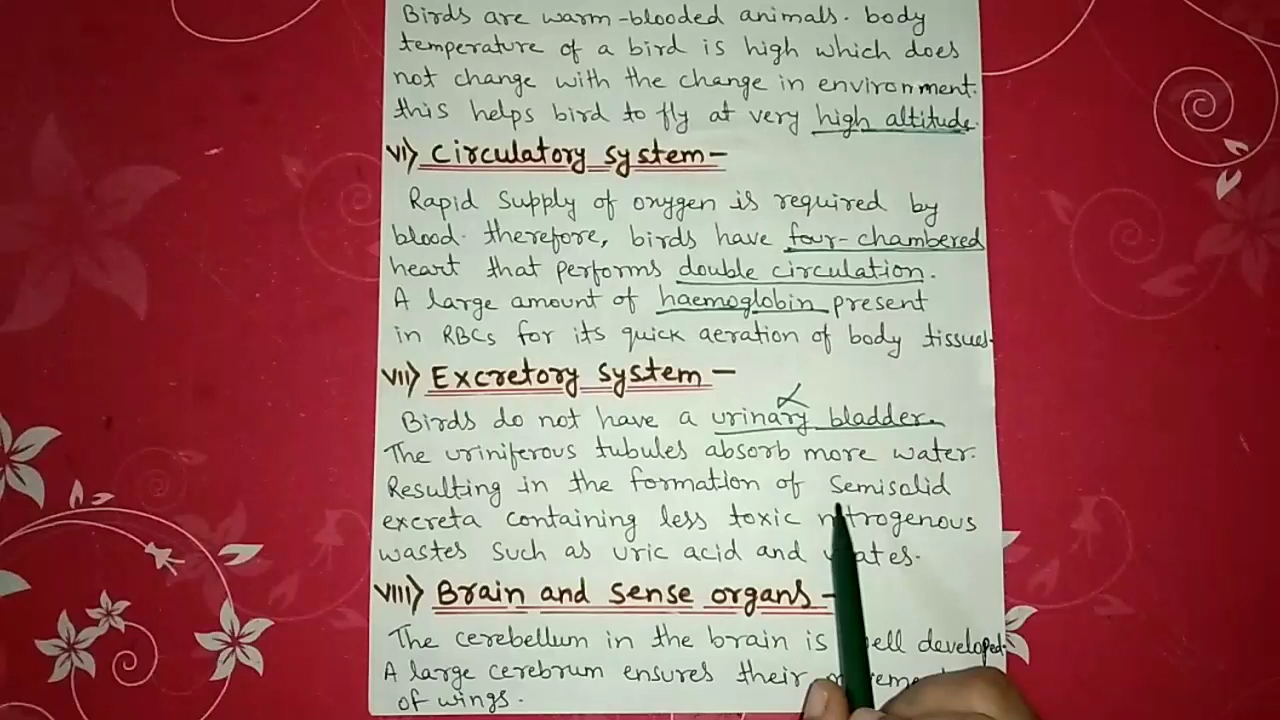 Birds are warm-blooded animals. body
temperature of a bird is high which does
not change with the change in environment.
this helps bird to fly at very high altitude.
VI) Circulatory system-
Rapid Supply of oxygen is required by
blood. therefore, birds have four-chambered
heart that performs double circulation.
A large amount of haemoglobin present
in RBCs for its quick aeration of body tissues.
VII) Excretory system-
Birds do not have a urinary bladder.
The uriniferous tubules absorb more water.
Resulting in the formation of Semisolid
excreta containing less toxic nitrogenous
wastes such as uric acid and urates.
VIII) Brain and sense organs-
The cerebellum in the brain is well developed.
A large cerebrum ensures their
of wings.